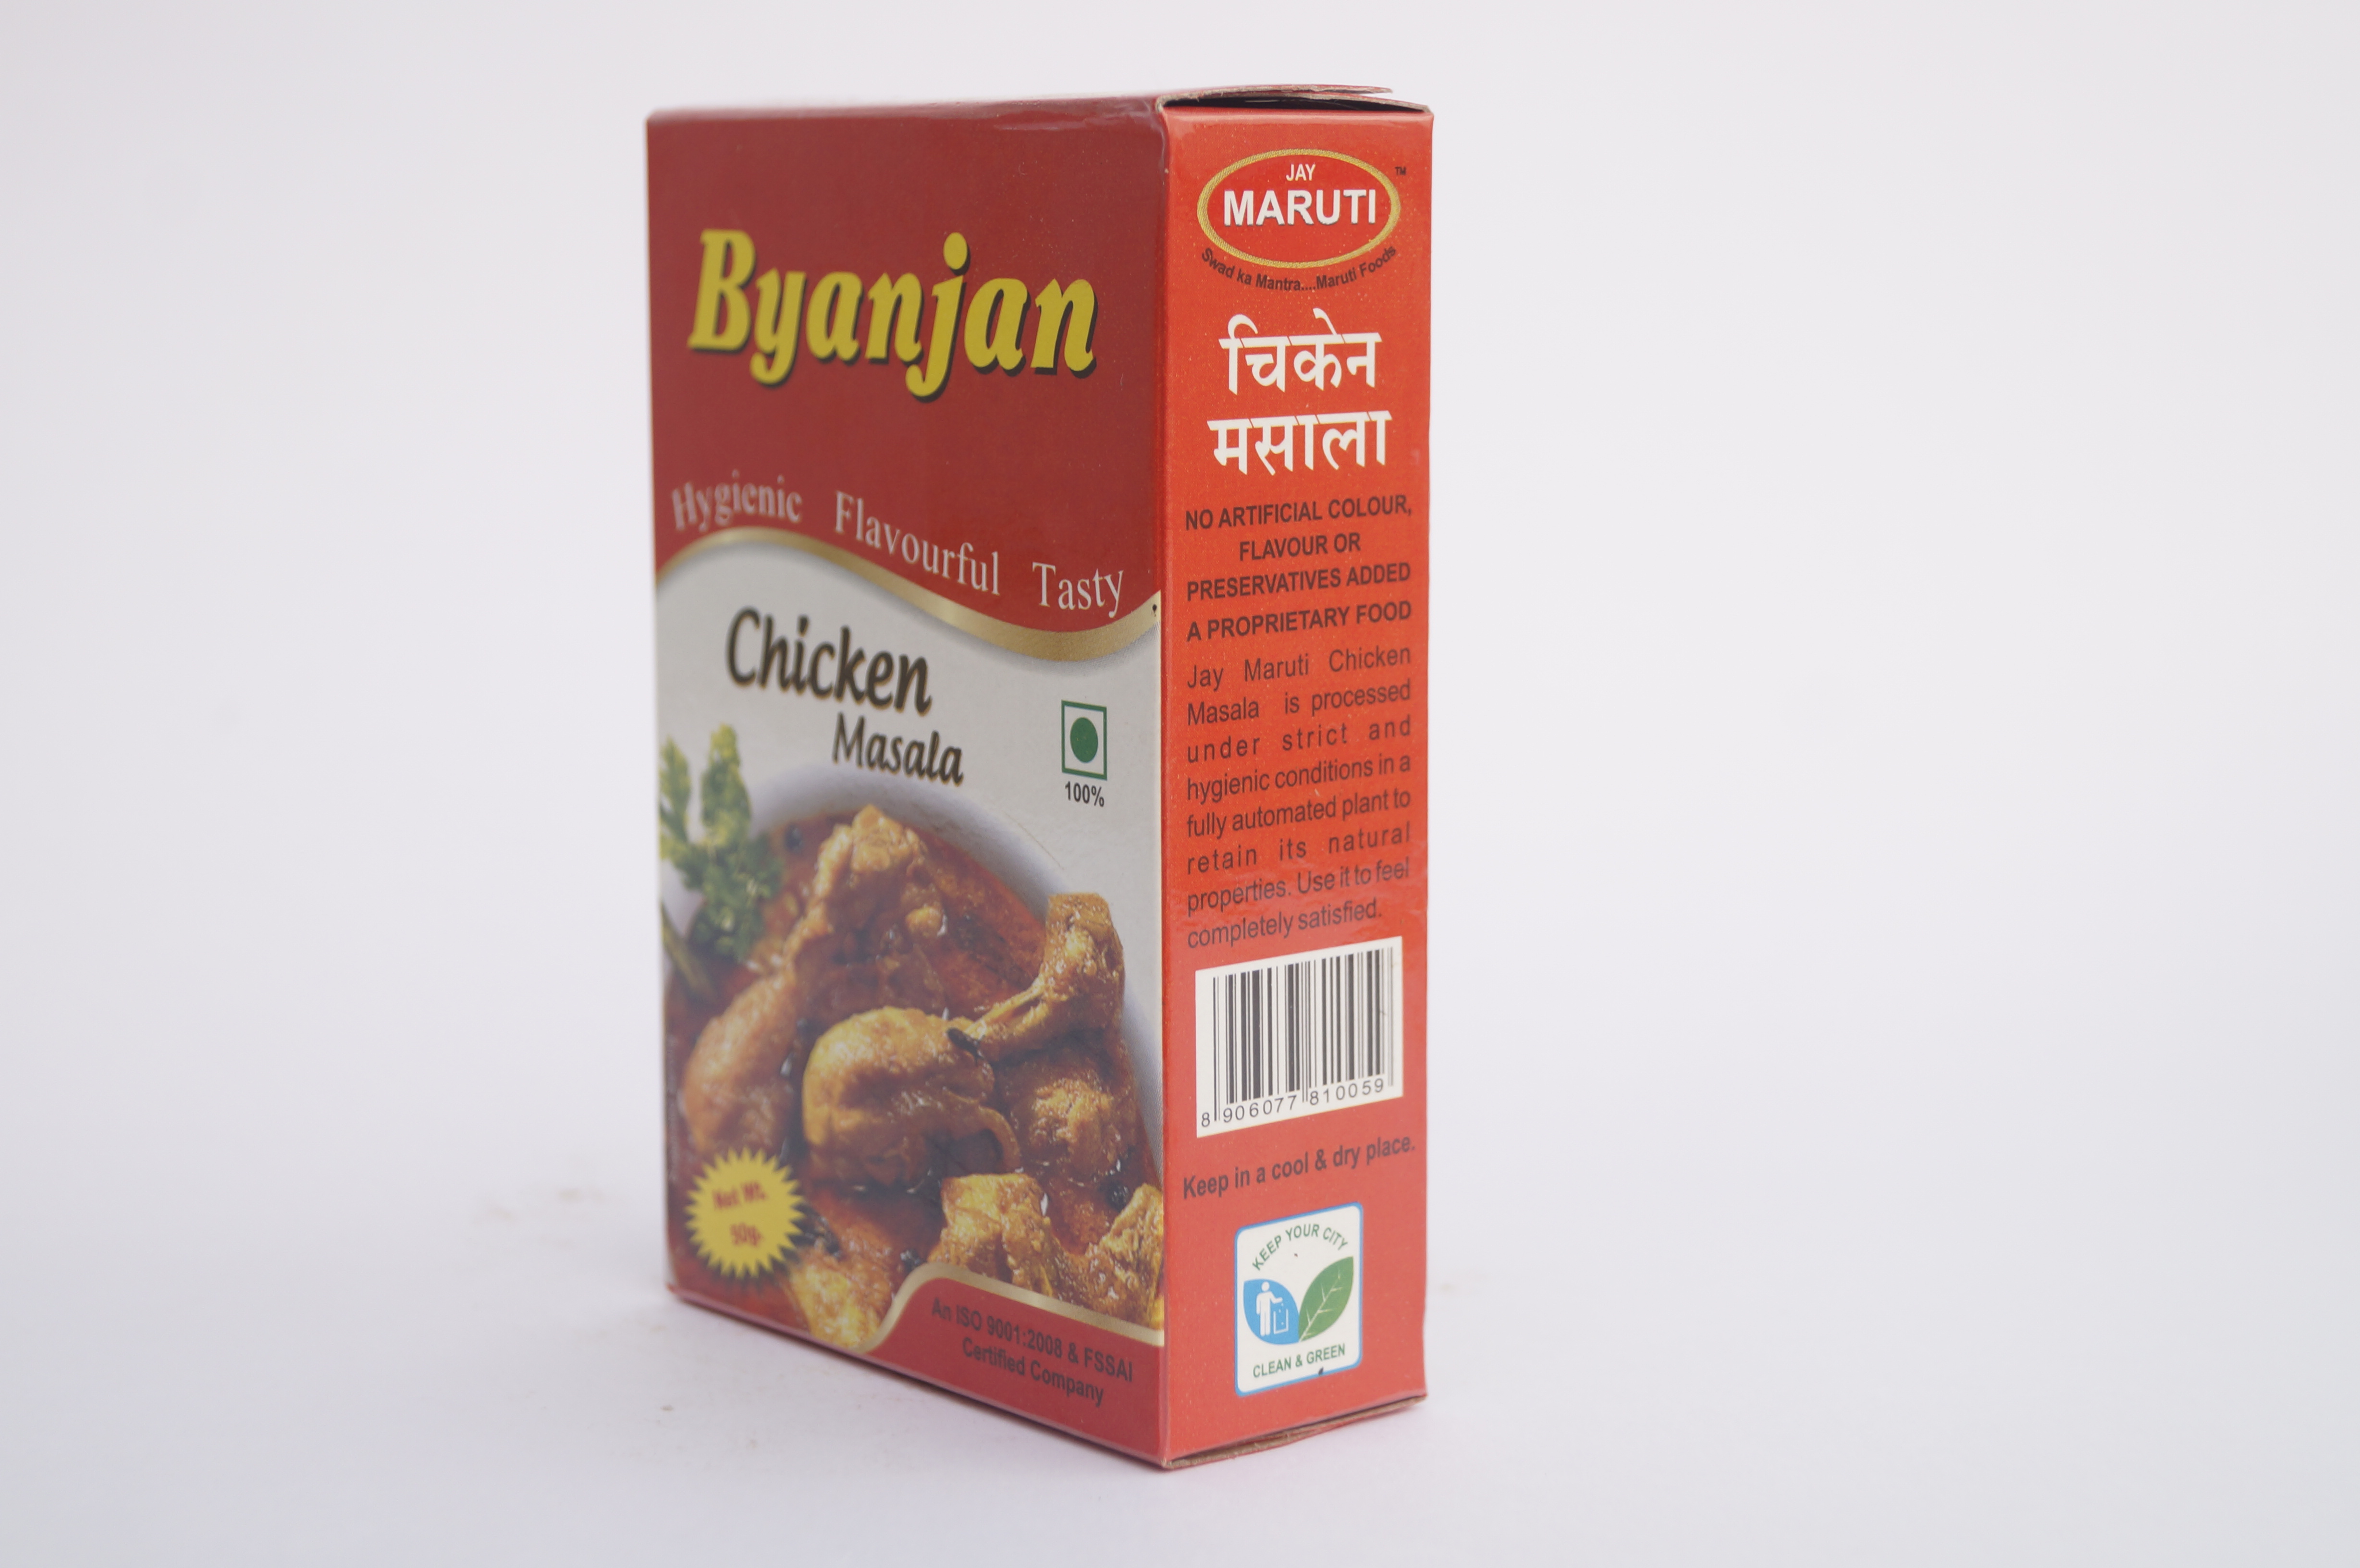 Byanjan
Hygienic Flavourful Tasty
Chicken
Masala
100%
Net Wt.
An ISO 9001:2008 & FSSAI
Certified Company
JAY
MARUTI
TM
Swad ka Mantra....Maruti Foods
चिकेन
मसाला
NO ARTIFICIAL COLOUR,
FLAVOUR OR
PRESERVATIVES ADDED
A PROPRIETARY FOOD
Jay Maruti Chicken
Masala is processed
under strict and
hygienic conditions in a
fully automated plant to
retain its natural
properties. Use it to feel
completely satisfied.
8 906077 810059
Keep in a cool & dry place.
KEEP YOUR CITY
CLEAN & GREEN